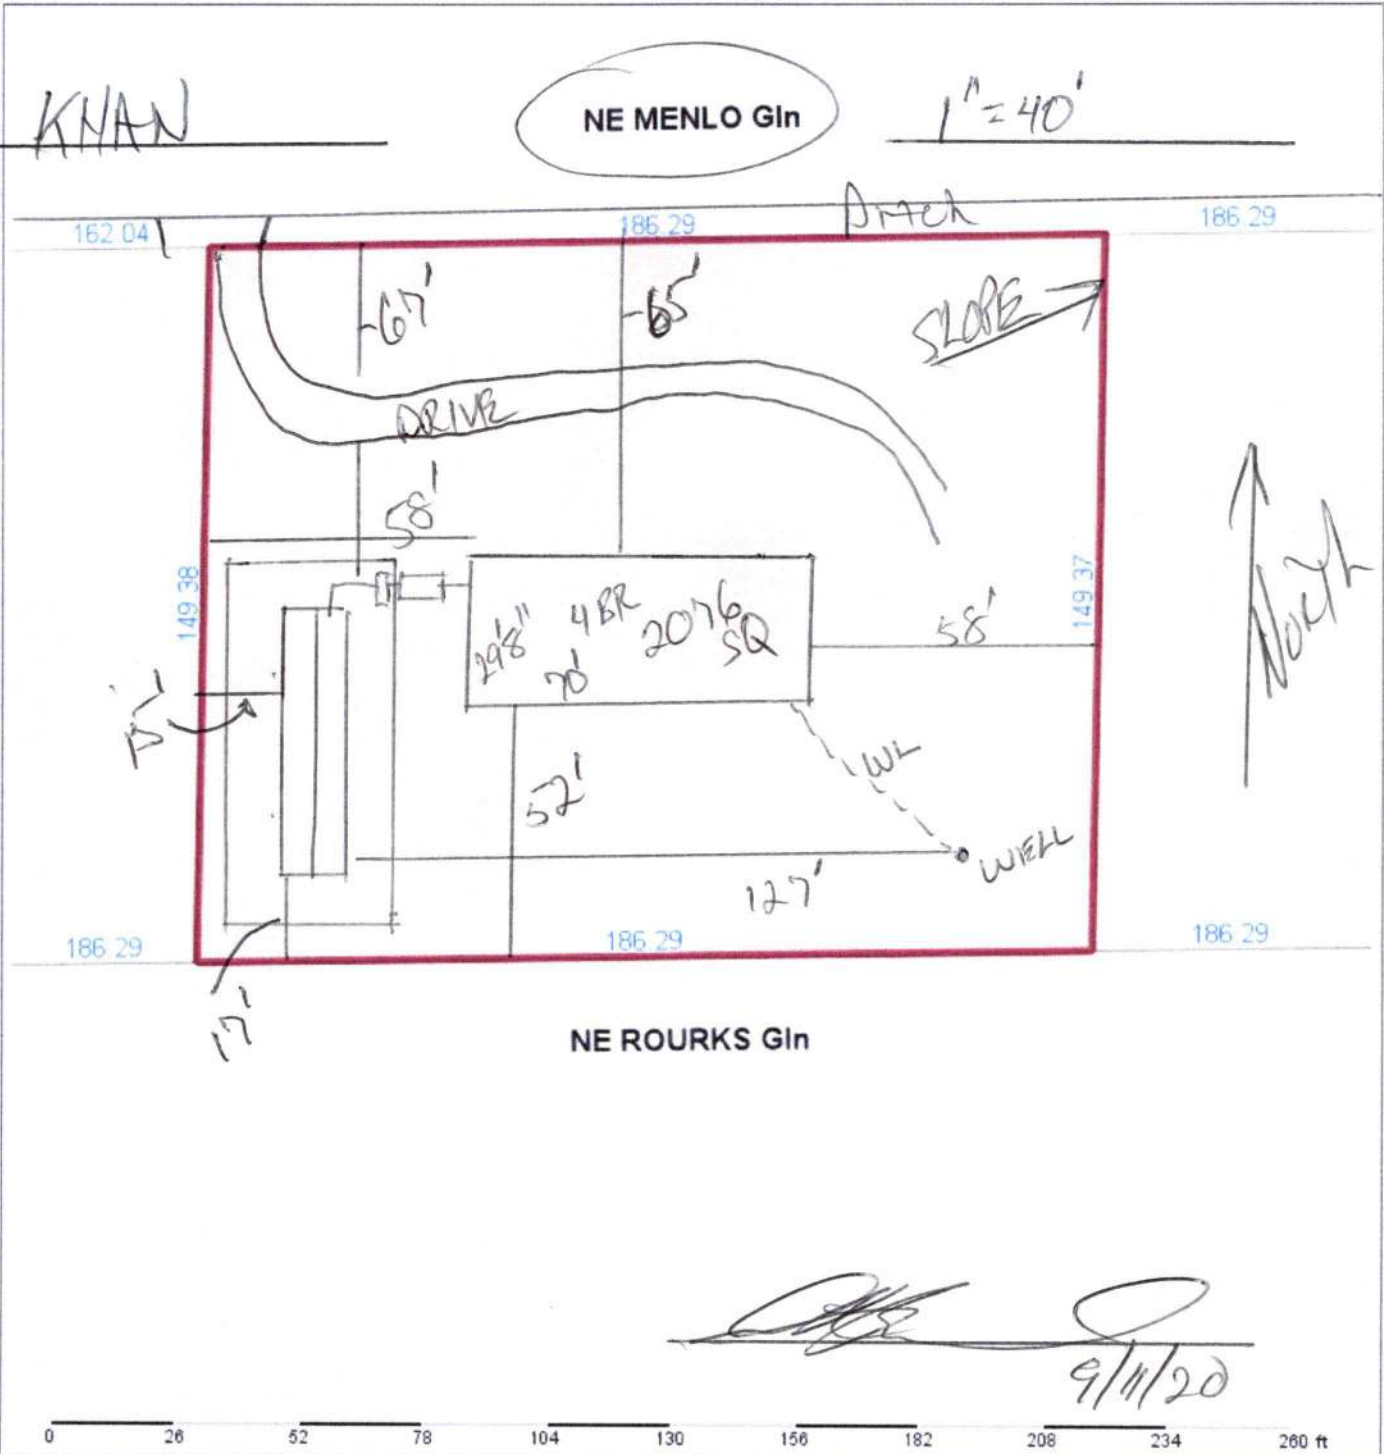 KHAN
NE MENLO Gln
1" = 40'
Ditch
162 04
186.29
186 29
67'
65'
SLOPE
DRIVE
58'
149 38
149 37
29'8"
4 BR
2076
SQ
70'
58'
North
15'
WL
52'
WELL
127'
186 29
186 29
186 29
17'
NE ROURKS Gln
9/11/20
0 26 52 78 104 130 156 182 208 234 260 ft